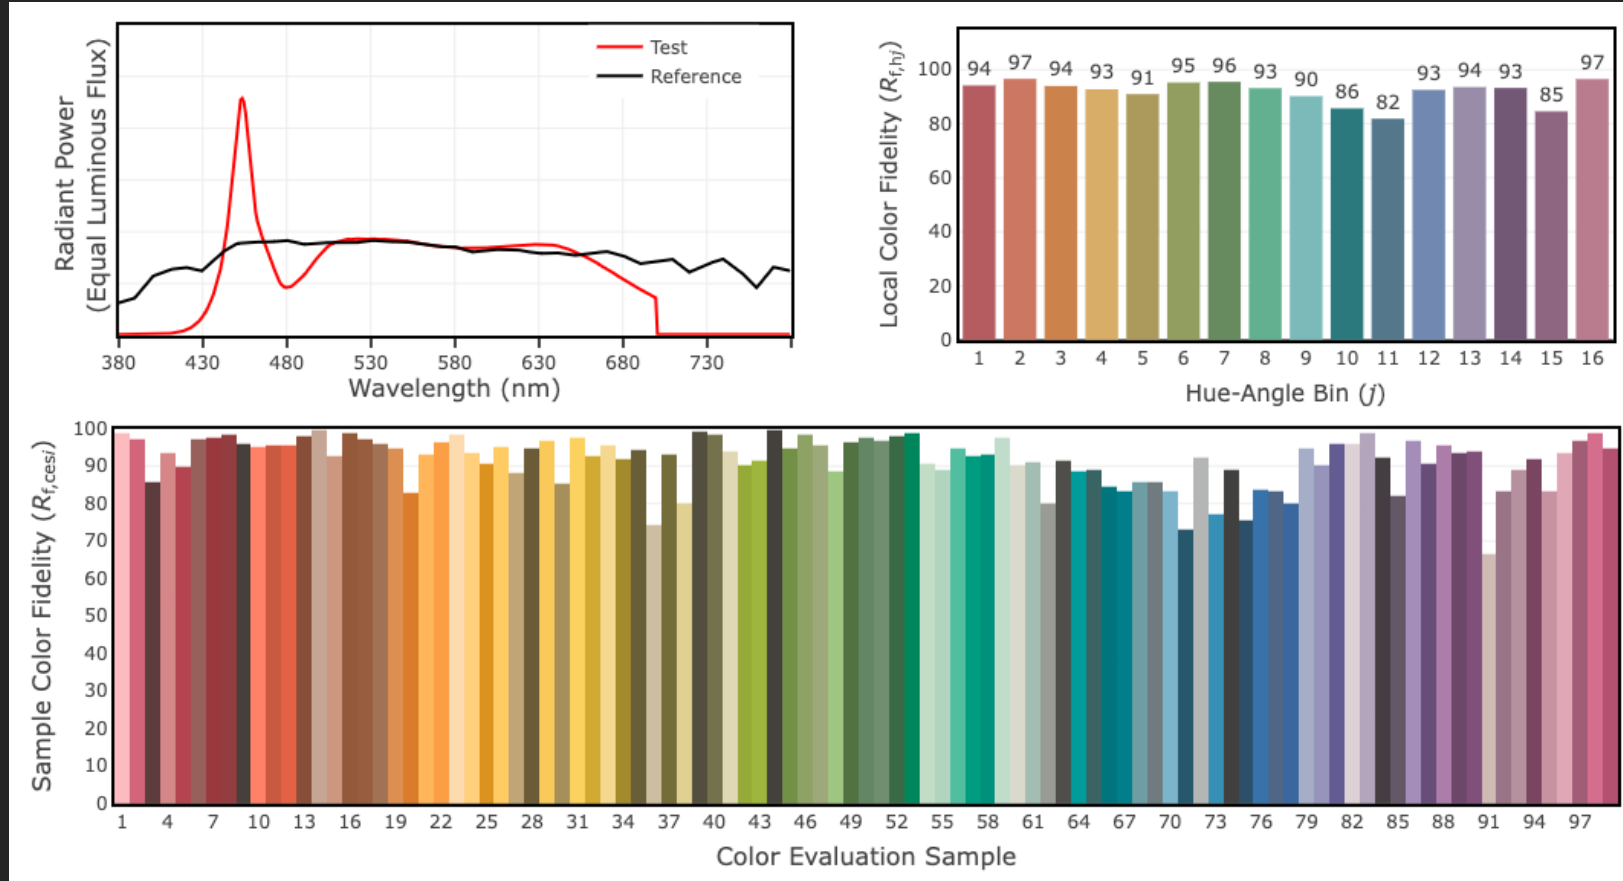 Radiant Power
(Equal Luminous Flux)
Test
Reference
380 430 480 530 580 630 680 730
Wavelength (nm)
Local Color Fidelity (Rf,hj)
100
80
60
40
20
0
94 97 94 93 91 95 96 93 90 86 82 93 94 93 85 97
1 2 3 4 5 6 7 8 9 10 11 12 13 14 15 16
Hue-Angle Bin (j)
Sample Color Fidelity (Rf,cesi)
100
90
80
70
60
50
40
30
20
10
0
1 4 7 10 13 16 19 22 25 28 31 34 37 40 43 46 49 52 55 58 61 64 67 70 73 76 79 82 85 88 91 94 97
Color Evaluation Sample